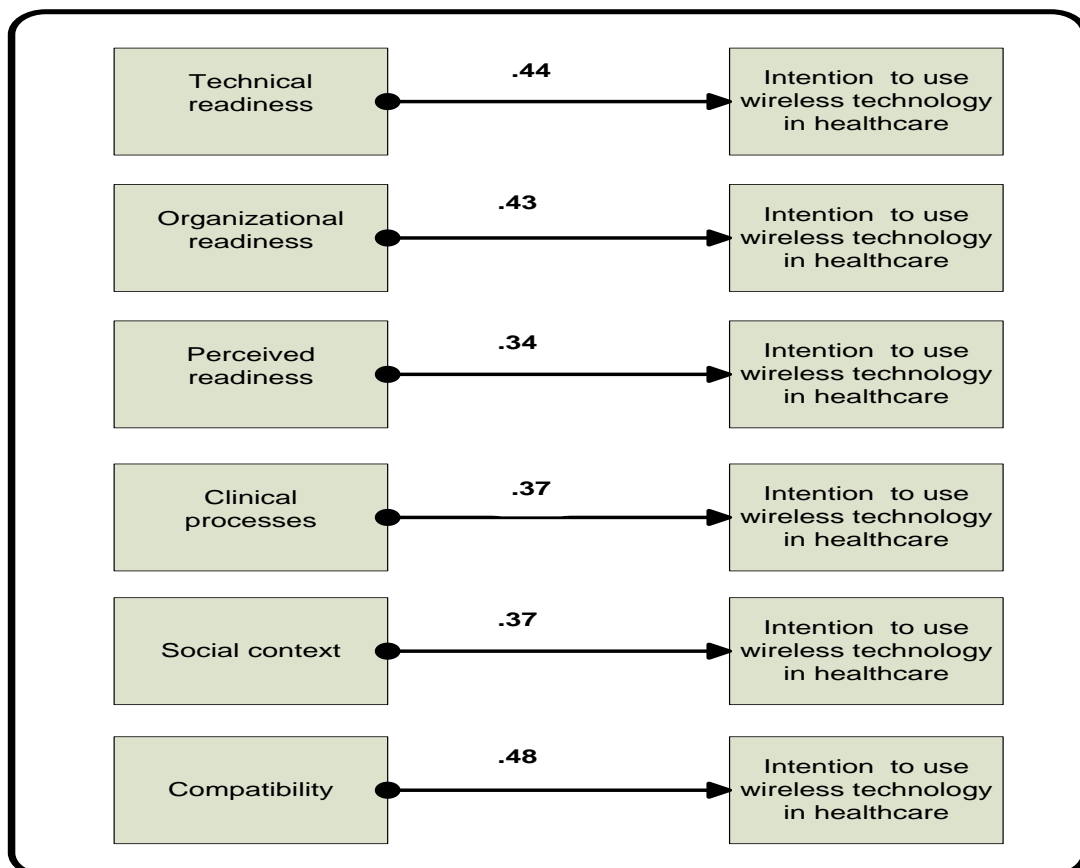 Technical
readiness
.44
Intention to use
wireless technology
in healthcare
Organizational
readiness
.43
Intention to use
wireless technology
in healthcare
Perceived
readiness
.34
Intention to use
wireless technology
in healthcare
Clinical
processes
.37
Intention to use
wireless technology
in healthcare
Social context
.37
Intention to use
wireless technology
in healthcare
Compatibility
.48
Intention to use
wireless technology
in healthcare